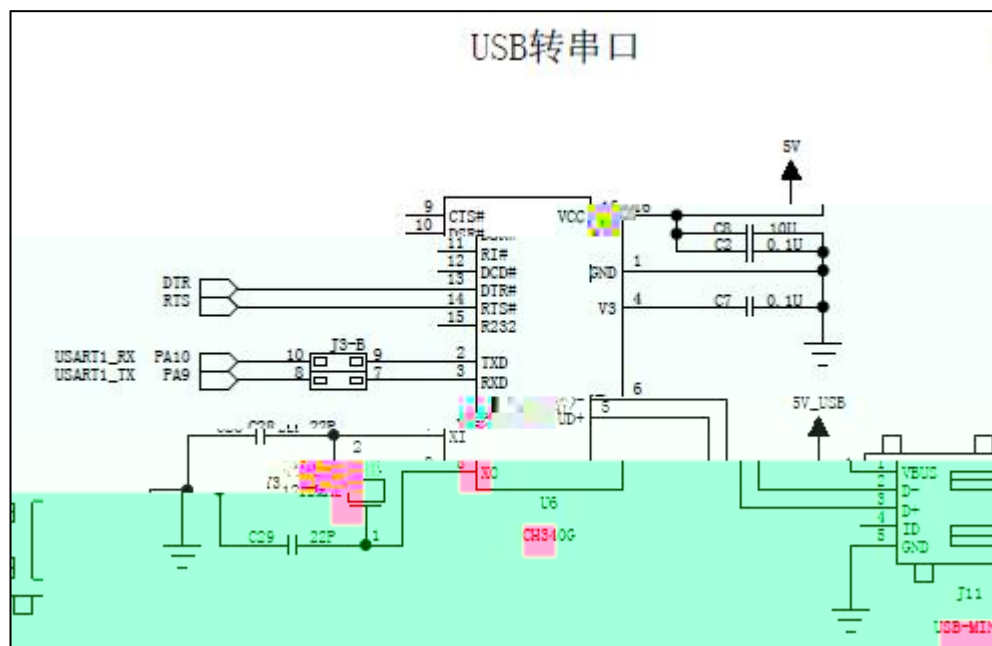 USB转串口
5V
9 CTS# VCC
10
C8 10U
11 C2 0.1U
12 RI#
DCD# GND 1
DTR 13 DTR#
RTS 14 RTS# V3 4 C7 0.1U
15 R232
J3-B
USART1_RX PA10 10 9 2 TXD
USART1_TX PA9 8 7 3 RXD
6
5 5V_USB
UD+
22P XI
2
XO
1 VBUS
2 D-
3 D+
U6
4 ID
C29 22P 1 CH340G 5 GND
J11
USB-MIN